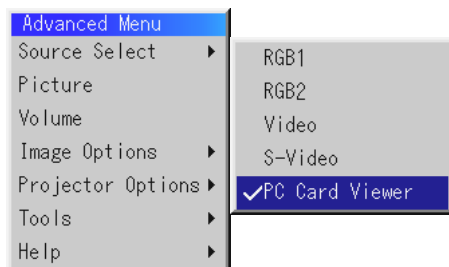 Advanced Menu
Source Select
Picture
Volume
Image Options
Projector Options
Tools
Help
RGB1
RGB2
Video
S-Video
PC Card Viewer